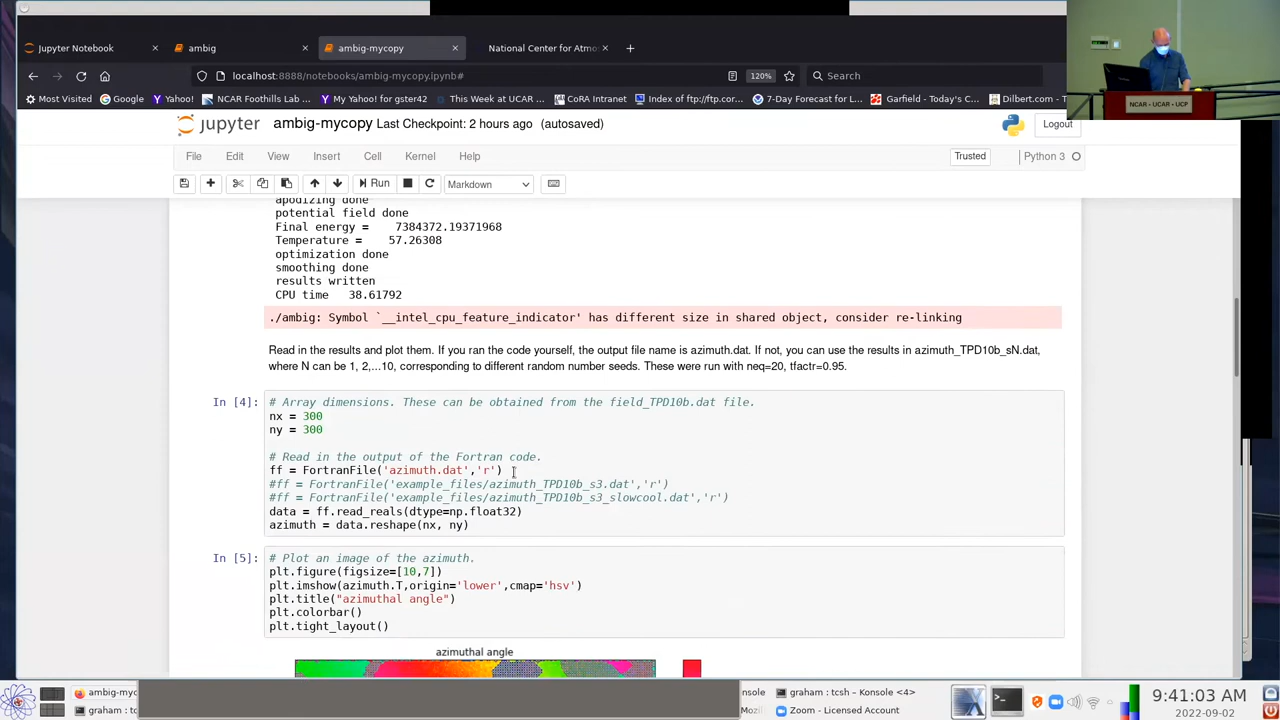 Jupyter Notebook
ambig
ambig-mycopy
National Center for Atmo
localhost:8888/notebooks/ambig-mycopy.ipynb#
120%
Search
Most Visited
Google
Yahoo!
NCAR Foothills Lab ...
My Yahoo! for gster42
This Week at UCAR ...
CoRA Intranet
Index of ftp://ftp.cor...
7-Day Forecast for L...
Garfield - Today's C...
Dilbert.com - T
NCAR • UCAR • UCP
jupyter ambig-mycopy Last Checkpoint: 2 hours ago (autosaved)
Logout
File Edit View Insert Cell Kernel Help
Trusted
Python 3
Run
Markdown
apodizing done
potential field done
Final energy = 7384372.19371968
Temperature = 57.26308
optimization done
smoothing done
results written
CPU time 38.61792
./ambig: Symbol `__intel_cpu_feature_indicator' has different size in shared object, consider re-linking
Read in the results and plot them. If you ran the code yourself, the output file name is azimuth.dat. If not, you can use the results in azimuth_TPD10b_sN.dat,
where N can be 1, 2,...10, corresponding to different random number seeds. These were run with neq=20, tfactr=0.95.
In [4]:
# Array dimensions. These can be obtained from the field_TPD10b.dat file.
nx = 300
ny = 300
# Read in the output of the Fortran code.
ff = FortranFile('azimuth.dat','r')
#ff = FortranFile('example_files/azimuth_TPD10b_s3.dat','r')
#ff = FortranFile('example_files/azimuth_TPD10b_s3_slowcool.dat','r')
data = ff.read_reals(dtype=np.float32)
azimuth = data.reshape(nx, ny)
In [5]:
# Plot an image of the azimuth.
plt.figure(figsize=[10,7])
plt.imshow(azimuth.T,origin='lower',cmap='hsv')
plt.title("azimuthal angle")
plt.colorbar()
plt.tight_layout()
azimuthal angle
ambig-myc
nsole
graham : tcsh – Konsole <4>
graham : tc
Mozil
Zoom - Licensed Account
9:41:03 AM
2022-09-02